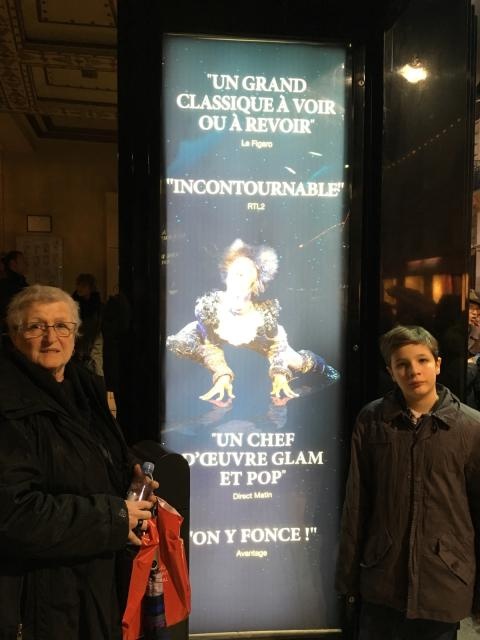 "UN GRAND
CLASSIQUE À VOIR
OU À REVOIR"
Le Figaro
"INCONTOURNABLE"
RTL2
"UN CHEF
D'ŒUVRE GLAM
ET POP"
Direct Matin
"ON Y FONCE !"
Avantage